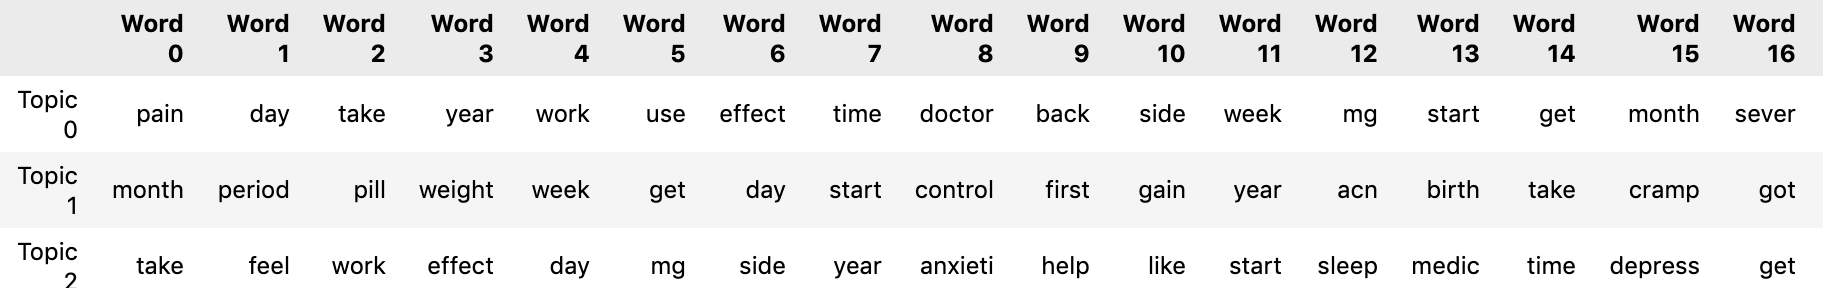 Word Word Word Word Word Word Word Word Word Word Word Word Word Word Word Word Word
0 1 2 3 4 5 6 7 8 9 10 11 12 13 14 15 16
Topic 0 pain day take year work use effect time doctor back side week mg start get month sever
Topic 1 month period pill weight week get day start control first gain year acn birth take cramp got
Topic 2 take feel work effect day mg side year anxieti help like start sleep medic time depress get